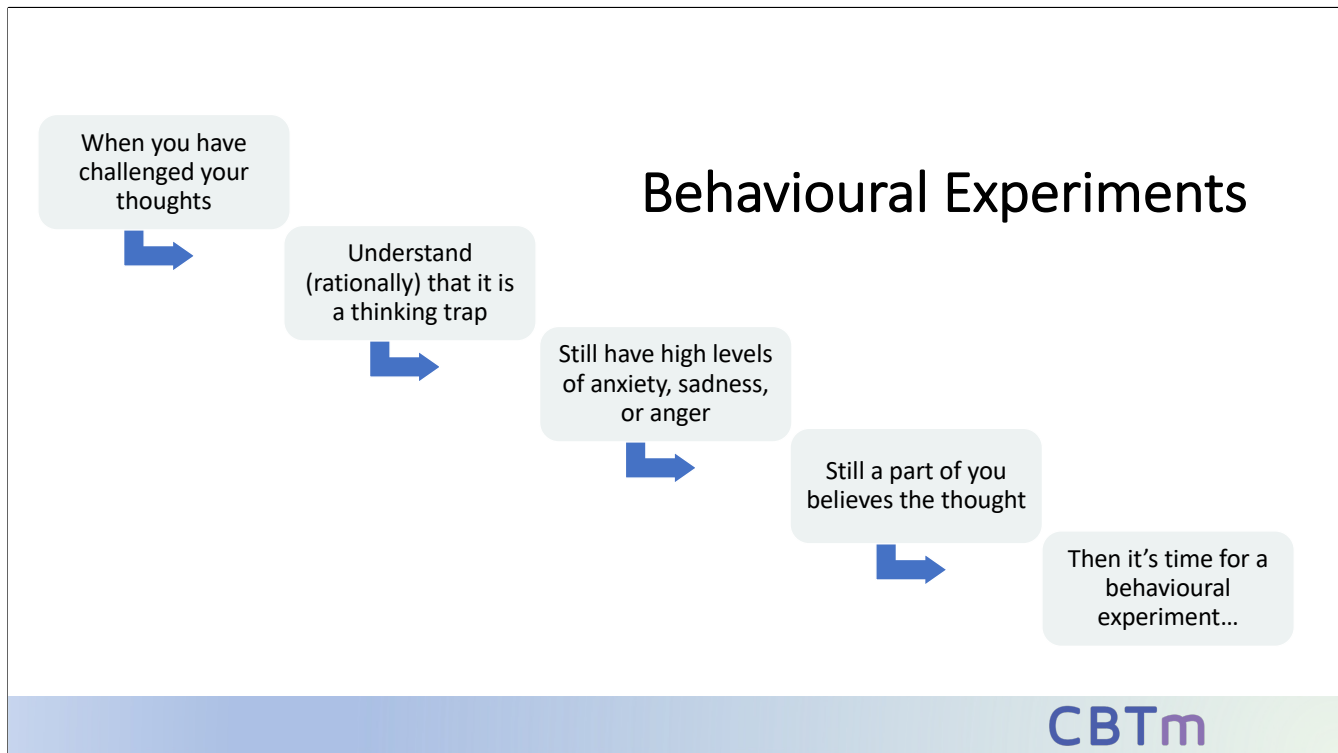 When you have
challenged your
thoughts
Behavioural Experiments
Understand
(rationally) that it is
a thinking trap
Still have high levels
of anxiety, sadness,
or anger
Still a part of you
believes the thought
Then it’s time for a
behavioural
experiment…
CBTm